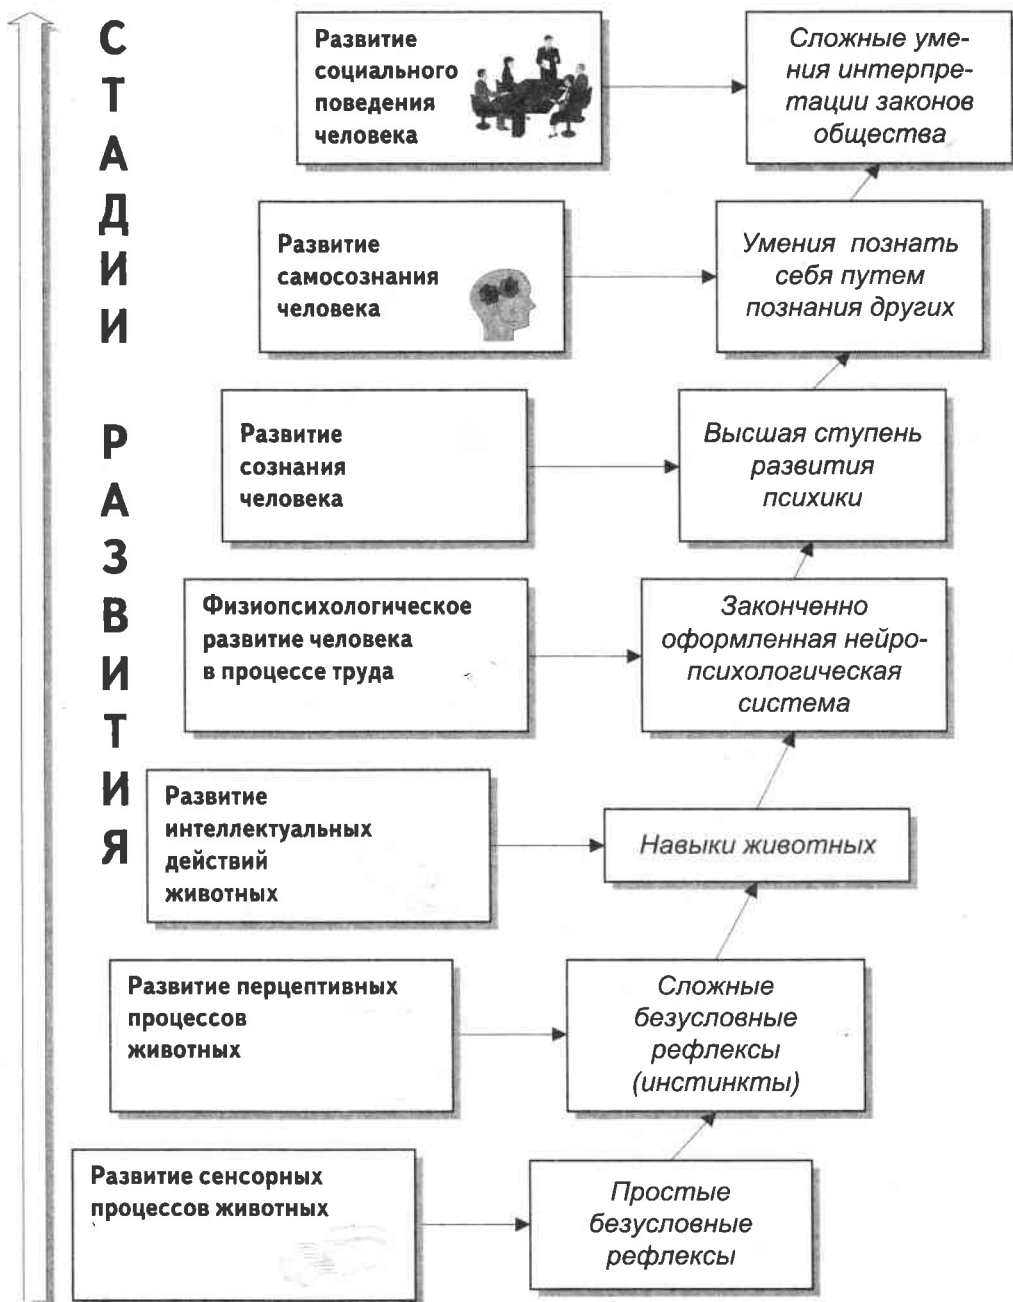 СТАДИИ РАЗВИТИЯ
Развитие
социального
поведения
человека
Сложные уме-
ния интерпре-
тации законов
общества
Развитие
самосознания
человека
Умения познать
себя путем
познания других
Развитие
сознания
человека
Высшая ступень
развития
психики
Физиопсихологическое
развитие человека
в процессе труда
Законченно
оформленная нейро-
психологическая
система
Развитие
интеллектуальных
действий
животных
Навыки животных
Развитие перцептивных
процессов
животных
Сложные
безусловные
рефлексы
(инстинкты)
Развитие сенсорных
процессов животных
Простые
безусловные
рефлексы